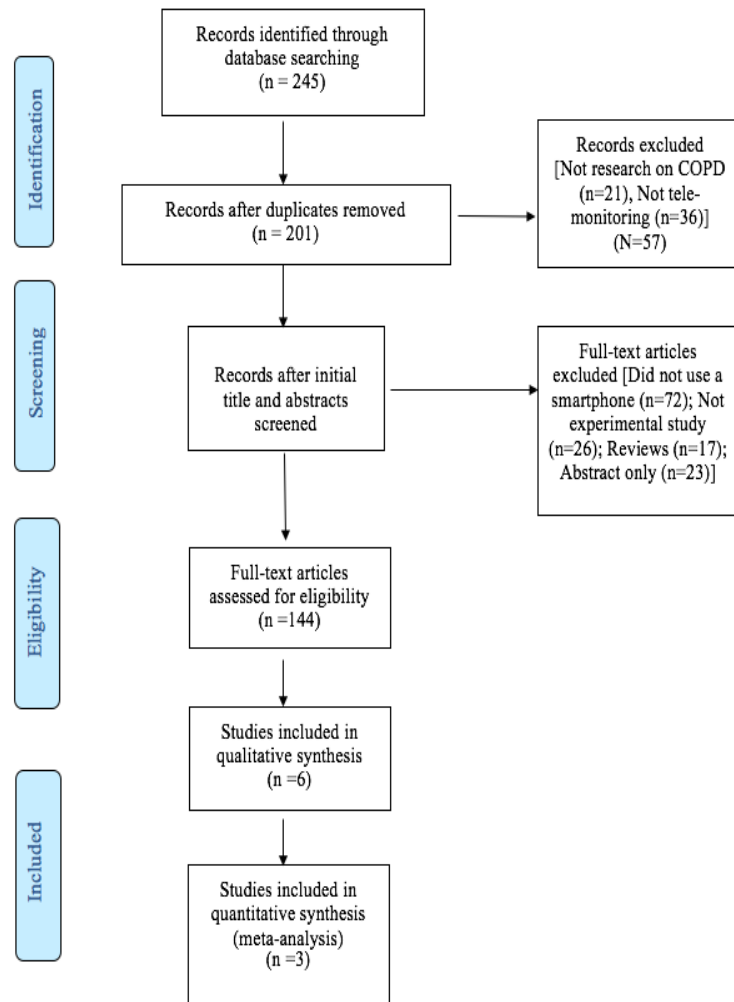 Records identified through
database searching
(n = 245)
Identification
Records after duplicates removed
(n = 201)
Records excluded
[Not research on COPD
(n=21), Not tele-
monitoring (n=36)]
(N=57)
Screening
Records after initial
title and abstracts
screened
Full-text articles
excluded [Did not use a
smartphone (n=72); Not
experimental study
(n=26); Reviews (n=17);
Abstract only (n=23)]
Eligibility
Full-text articles
assessed for eligibility
(n =144)
Studies included in
qualitative synthesis
(n =6)
Included
Studies included in
quantitative synthesis
(meta-analysis)
(n =3)